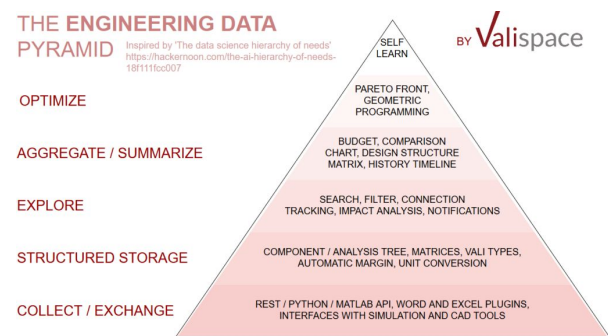 THE ENGINEERING DATA
PYRAMID
Inspired by 'The data science hierarchy of needs'
https://hackernoon.com/the-ai-hierarchy-of-needs-
18f111fcc007
BY Valispace
SELF
LEARN
OPTIMIZE
PARETO FRONT,
GEOMETRIC
PROGRAMMING
AGGREGATE / SUMMARIZE
BUDGET, COMPARISON
CHART, DESIGN STRUCTURE
MATRIX, HISTORY TIMELINE
EXPLORE
SEARCH, FILTER, CONNECTION
TRACKING, IMPACT ANALYSIS, NOTIFICATIONS
STRUCTURED STORAGE
COMPONENT / ANALYSIS TREE, MATRICES, VALI TYPES,
AUTOMATIC MARGIN, UNIT CONVERSION
COLLECT / EXCHANGE
REST / PYTHON / MATLAB API, WORD AND EXCEL PLUGINS,
INTERFACES WITH SIMULATION AND CAD TOOLS